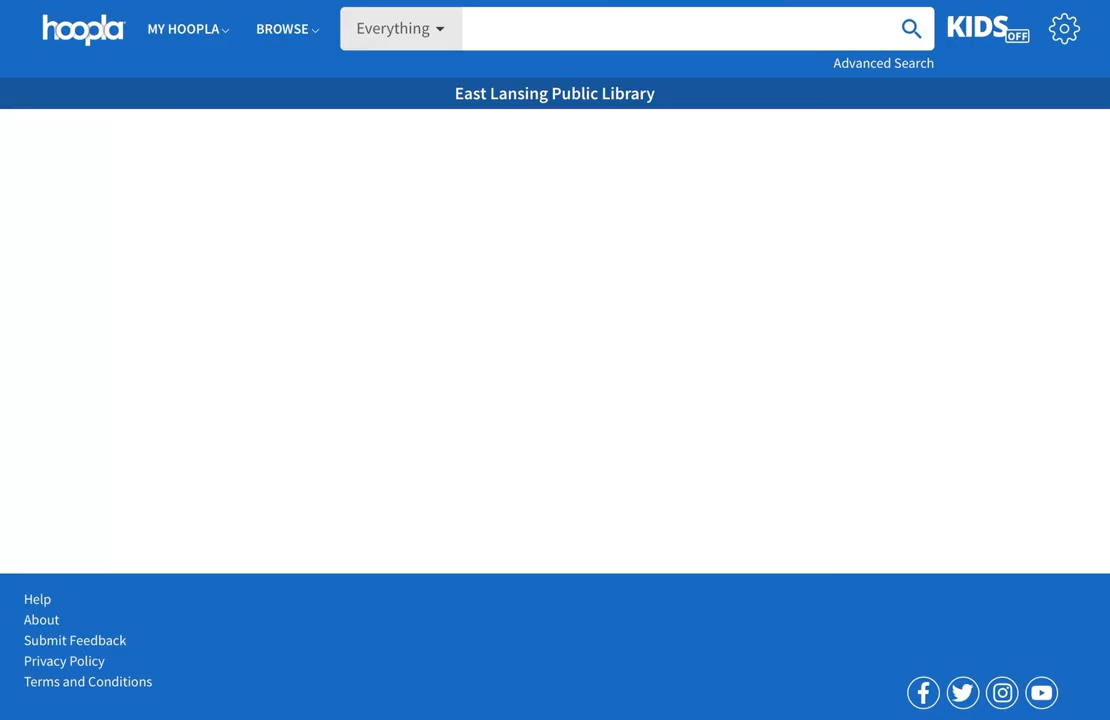 hoopla
MY HOOPLA
BROWSE
Everything
KIDS OFF
Advanced Search
East Lansing Public Library
Help
About
Submit Feedback
Privacy Policy
Terms and Conditions